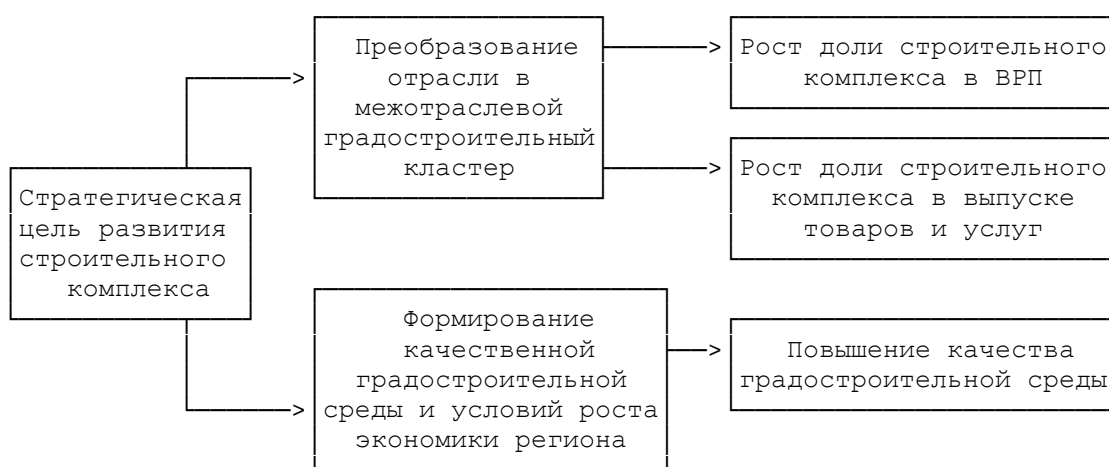 Стратегическая
цель развития
строительного
комплекса
Преобразование
отрасли в
межотраслевой
градостроительный
кластер
Рост доли строительного
комплекса в ВРП
Рост доли строительного
комплекса в выпуске
товаров и услуг
Формирование
качественной
градостроительной
среды и условий роста
экономики региона
Повышение качества
градостроительной среды